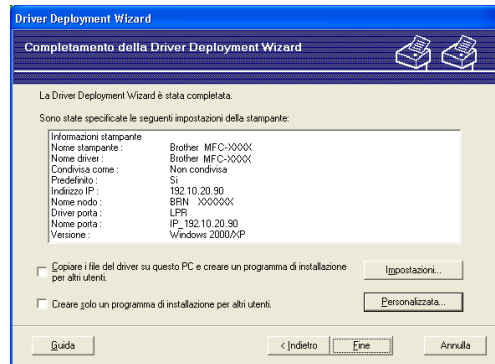 Driver Deployment Wizard
Completamento della Driver Deployment Wizard
La Driver Deployment Wizard è stata completata.
Sono state specificate le seguenti impostazioni della stampante:
Informazioni stampante
Nome stampante : Brother MFC-XXXX
Nome driver : Brother MFC-XXXX
Condivisa come : Non condivisa
Predefinito : Si
Indirizzo IP : 192.10.20.90
Nome nodo : BRN XXXXXX
Driver porta : LPR
Nome porta : IP_192.10.20.90
Versione : Windows 2000/XP
Copiare i file del driver su questo PC e creare un programma di installazione
per altri utenti.
Impostazioni...
Creare solo un programma di installazione per altri utenti.
Personalizzata...
Guida
< Indietro
Fine
Annulla